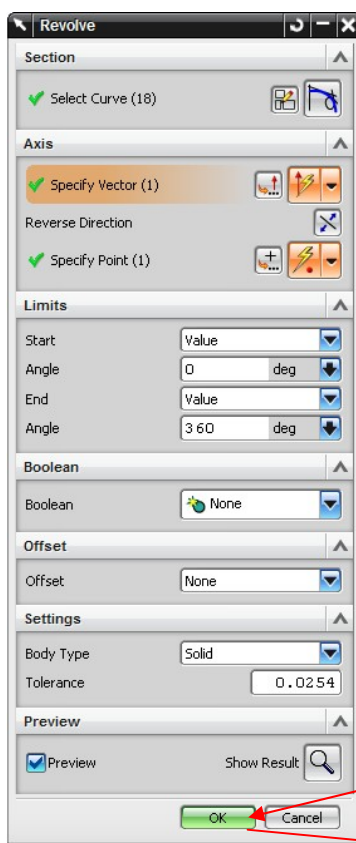 Revolve
Section
Select Curve (18)
Axis
Specify Vector (1)
Reverse Direction
Specify Point (1)
Limits
Start Value
Angle 0 deg
End Value
Angle 360 deg
Boolean
Boolean None
Offset
Offset None
Settings
Body Type Solid
Tolerance 0.0254
Preview
Preview Show Result
OK Cancel